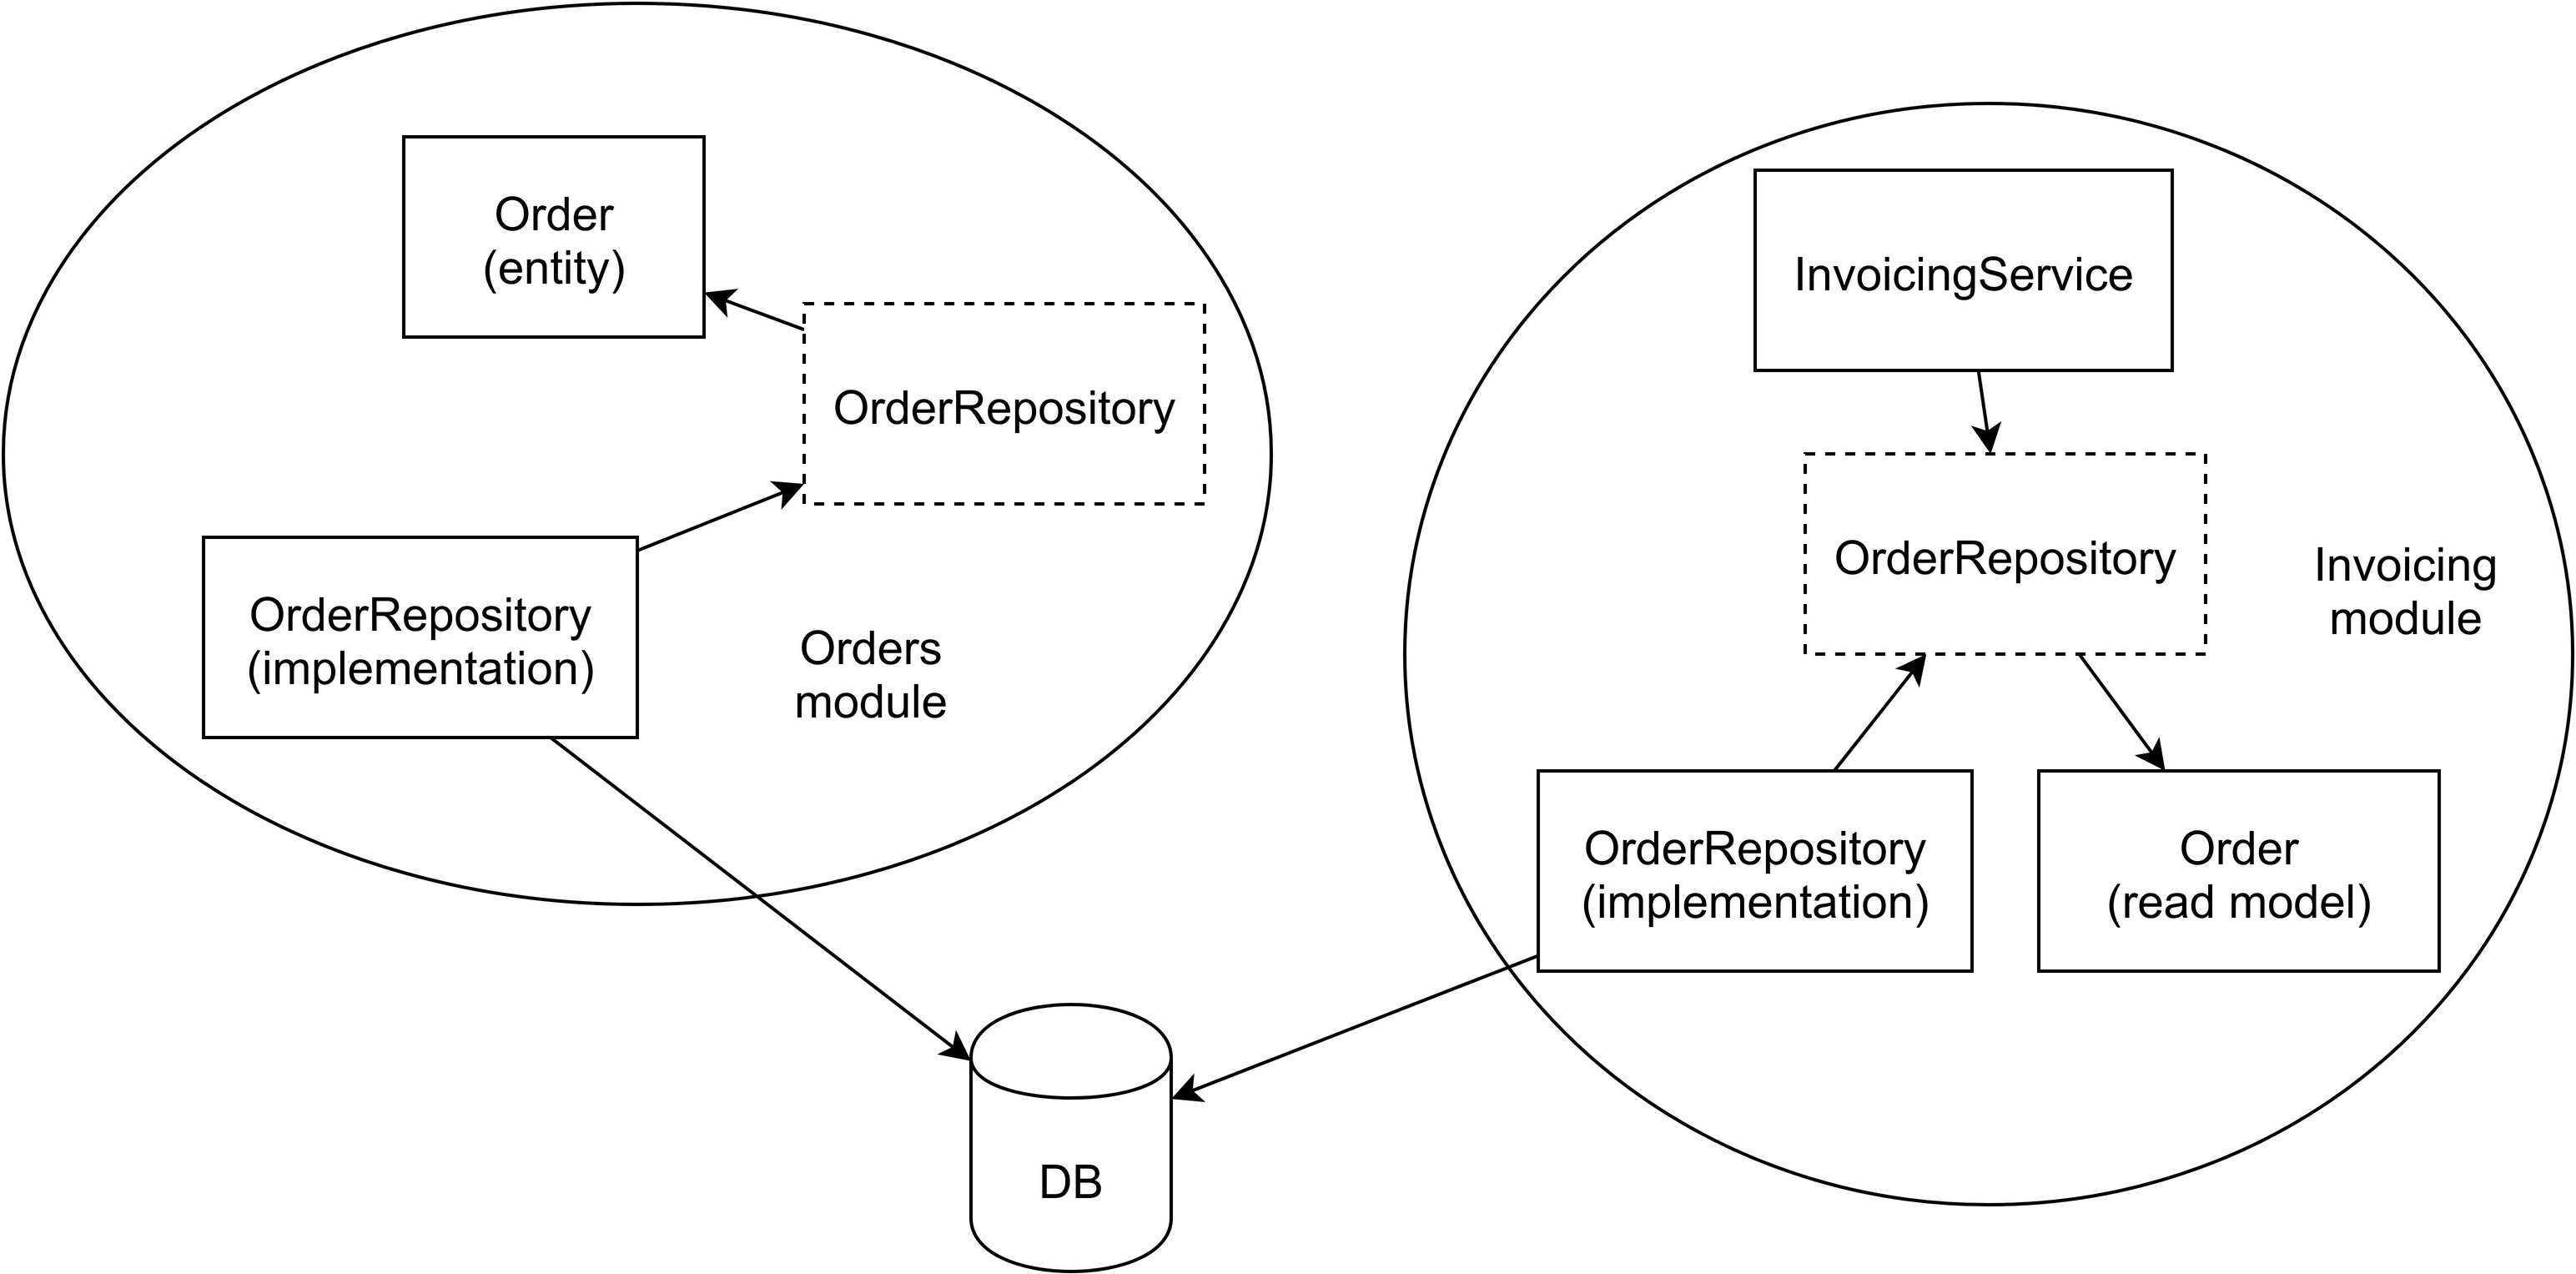 Order
(entity)
OrderRepository
OrderRepository
(implementation)
Orders
module
InvoicingService
OrderRepository
Invoicing
module
OrderRepository
(implementation)
Order
(read model)
DB